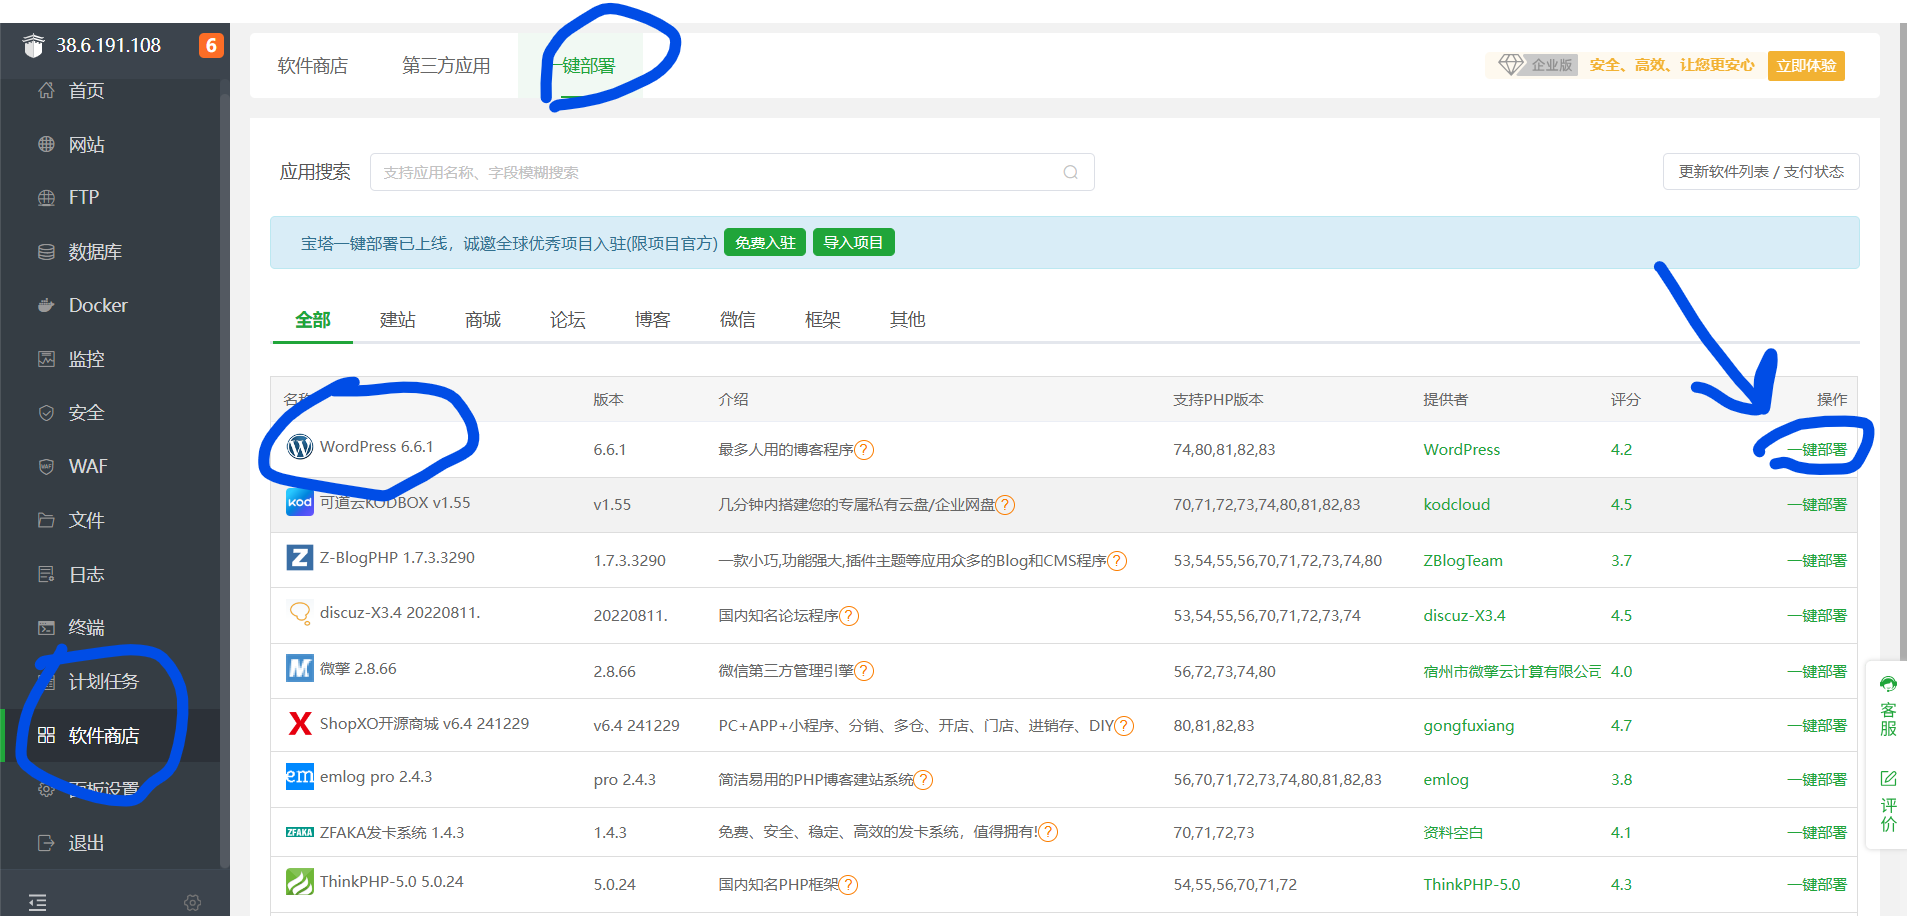 38.6.191.108
6
首页
网站
FTP
数据库
Docker
监控
安全
WAF
文件
日志
终端
计划任务
软件商店
面板设置
退出
软件商店 第三方应用 一键部署
企业版 安全、高效、让您更安心 立即体验
应用搜索 支持应用名称、字段模糊搜索 更新软件列表 / 支付状态
宝塔一键部署已上线，诚邀全球优秀项目入驻(限项目官方) 免费入驻 导入项目
全部 建站 商城 论坛 博客 微信 框架 其他
名称 版本 介绍 支持PHP版本 提供者 评分 操作
WordPress 6.6.1 6.6.1 最多人用的博客程序? 74,80,81,82,83 WordPress 4.2 一键部署
kod 可道云KODBOX v1.55 v1.55 几分钟内搭建您的专属私有云盘/企业网盘? 70,71,72,73,74,80,81,82,83 kodcloud 4.5 一键部署
Z Z-BlogPHP 1.7.3.3290 1.7.3.3290 一款小巧,功能强大,插件主题等应用众多的Blog和CMS程序? 53,54,55,56,70,71,72,73,74,80 ZBlogTeam 3.7 一键部署
discuz-X3.4 20220811. 20220811. 国内知名论坛程序? 53,54,55,56,70,71,72,73,74 discuz-X3.4 4.5 一键部署
M 微擎 2.8.66 2.8.66 微信第三方管理引擎? 56,72,73,74,80 宿州市微擎云计算有限公司 4.0 一键部署
X ShopXO开源商城 v6.4 241229 v6.4 241229 PC+APP+小程序、分销、多仓、开店、门店、进销存、DIY? 80,81,82,83 gongfuxiang 4.7 一键部署
em emlog pro 2.4.3 pro 2.4.3 简洁易用的PHP博客建站系统? 56,70,71,72,73,74,80,81,82,83 emlog 3.8 一键部署
ZFAKA ZFAKA发卡系统 1.4.3 1.4.3 免费、安全、稳定、高效的发卡系统，值得拥有!? 70,71,72,73 资料空白 4.1 一键部署
ThinkPHP-5.0 5.0.24 5.0.24 国内知名PHP框架? 54,55,56,70,71,72 ThinkPHP-5.0 4.3 一键部署
客服
评价